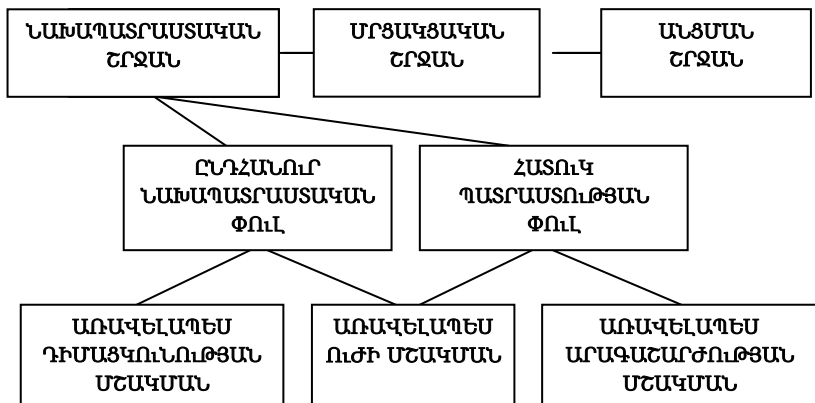 ՆԱԽԱՊԱՏՐԱՍՏԱԿԱՆ
ՇՐՋԱՆ
ՄՐՑԱԿՑԱԿԱՆ
ՇՐՋԱՆ
ԱՆՑՄԱՆ
ՇՐՋԱՆ
ԸՆԴՀԱՆՈւՐ
ՆԱԽԱՊԱՏՐԱՍՏԱԿԱՆ
ՓՈւԼ
ՀԱՏՈւԿ
ՊԱՏՐԱՍՏՈւԹՅԱՆ
ՓՈւԼ
ԱՌԱՎԵԼԱՊԵՍ
ԴԻՄԱՑԿՈւՆՈւԹՅԱՆ
ՄՇԱԿՄԱՆ
ԱՌԱՎԵԼԱՊԵՍ
ՈւԺԻ ՄՇԱԿՄԱՆ
ԱՌԱՎԵԼԱՊԵՍ
ԱՐԱԳԱՇԱՐԺՈւԹՅԱՆ
ՄՇԱԿՄԱՆ